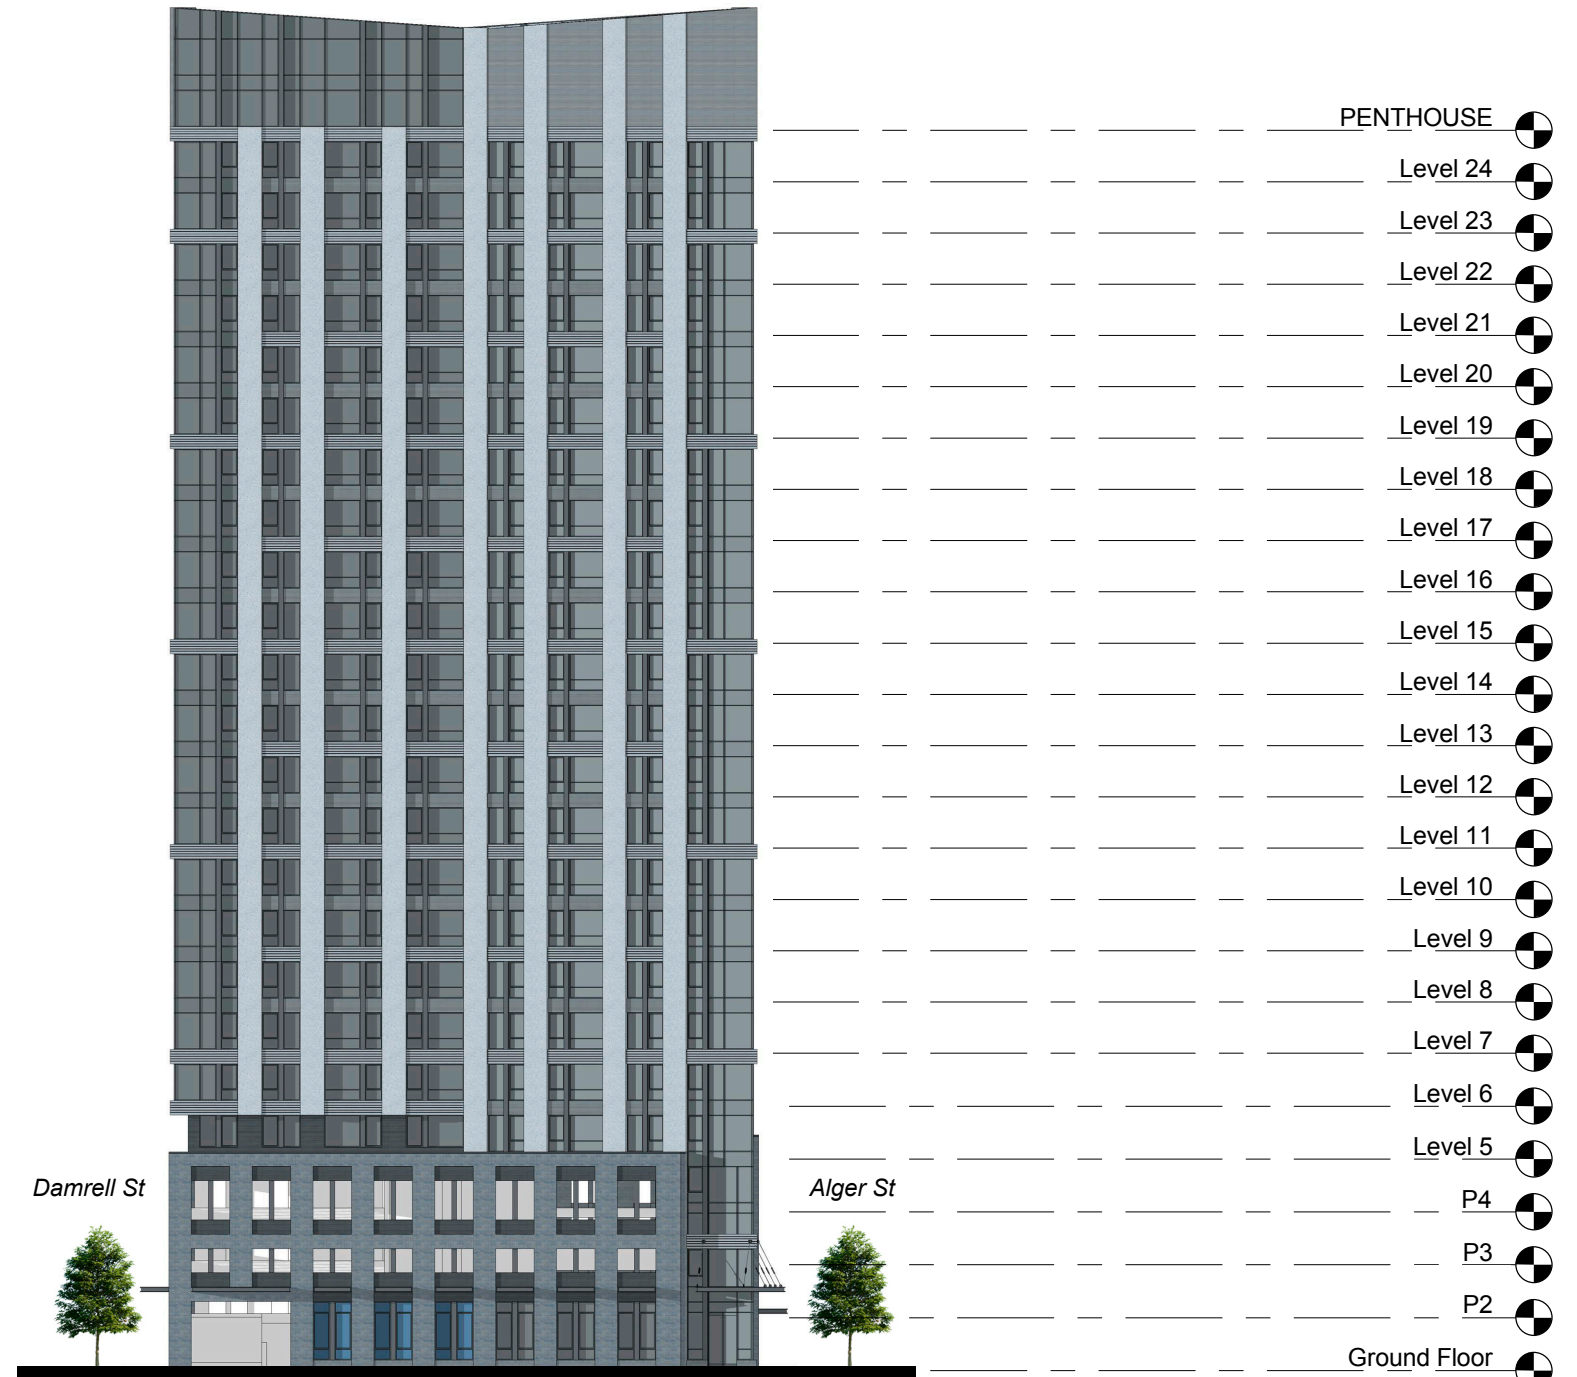 PENTHOUSE
Level 24
Level 23
Level 22
Level 21
Level 20
Level 19
Level 18
Level 17
Level 16
Level 15
Level 14
Level 13
Level 12
Level 11
Level 10
Level 9
Level 8
Level 7
Level 6
Level 5
Damrell St
Alger St
P4
P3
P2
Ground Floor